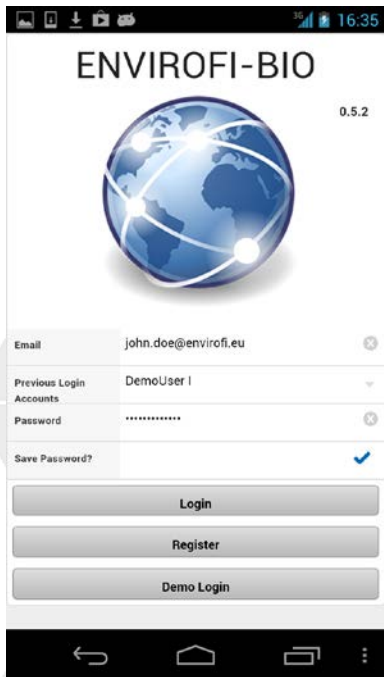 3G 16:35
ENVIROFI-BIO
0.5.2
Email john.doe@envirofi.eu
Previous Login DemoUser I
Accounts
Password •••••••••••••
Save Password?
Login
Register
Demo Login